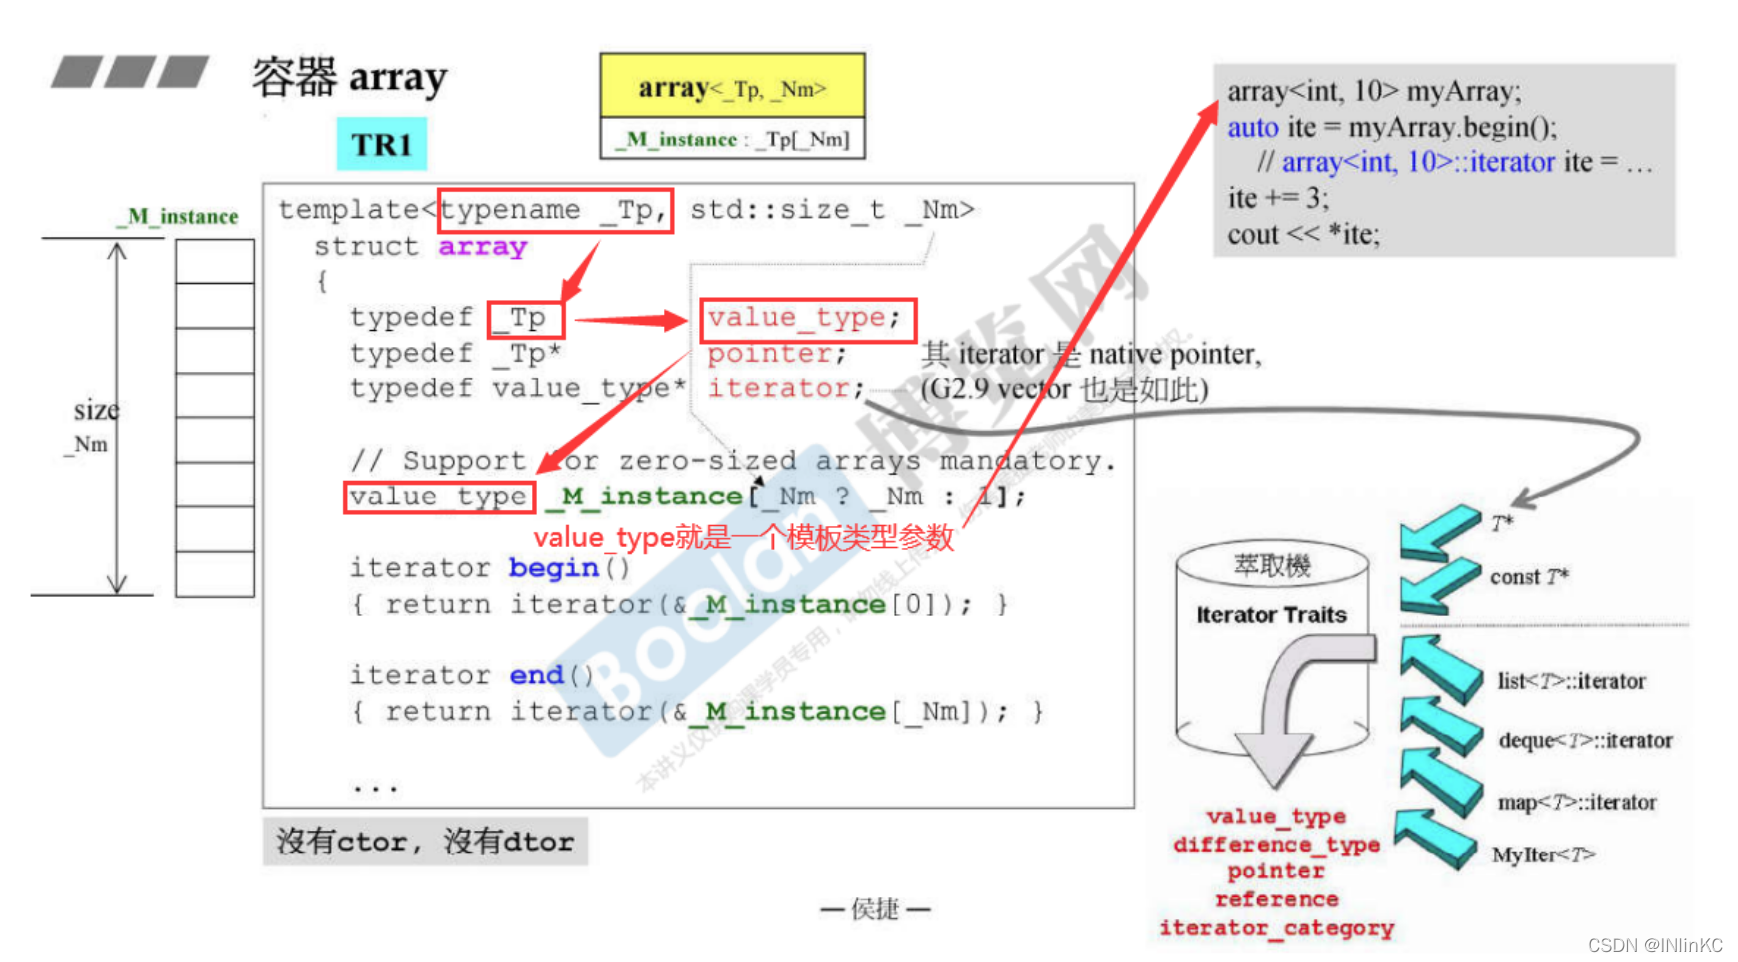 容器 array
TR1
array<_Tp, _Nm>
_M_instance : _Tp[_Nm]
array<int, 10> myArray;
auto ite = myArray.begin();
// array<int, 10>::iterator ite = …
ite += 3;
cout << *ite;
_M_instance
size
_Nm
template<typename _Tp, std::size_t _Nm>
struct array
{
typedef _Tp value_type;
typedef _Tp* pointer;
typedef value_type* iterator;
其 iterator 是 native pointer,
(G2.9 vector 也是如此)
// Support for zero-sized arrays mandatory.
value_type _M_instance[_Nm ? _Nm : 1];
value_type就是一个模板类型参数
iterator begin()
{ return iterator(&_M_instance[0]); }
iterator end()
{ return iterator(&_M_instance[_Nm]); }
...
沒有ctor, 沒有dtor
萃取機
Iterator Traits
T*
const T*
list<T>::iterator
deque<T>::iterator
map<T>::iterator
MyIter<T>
value_type
difference_type
pointer
reference
iterator_category
Boolan
博览网
— 侯捷 —
CSDN @INlinKC